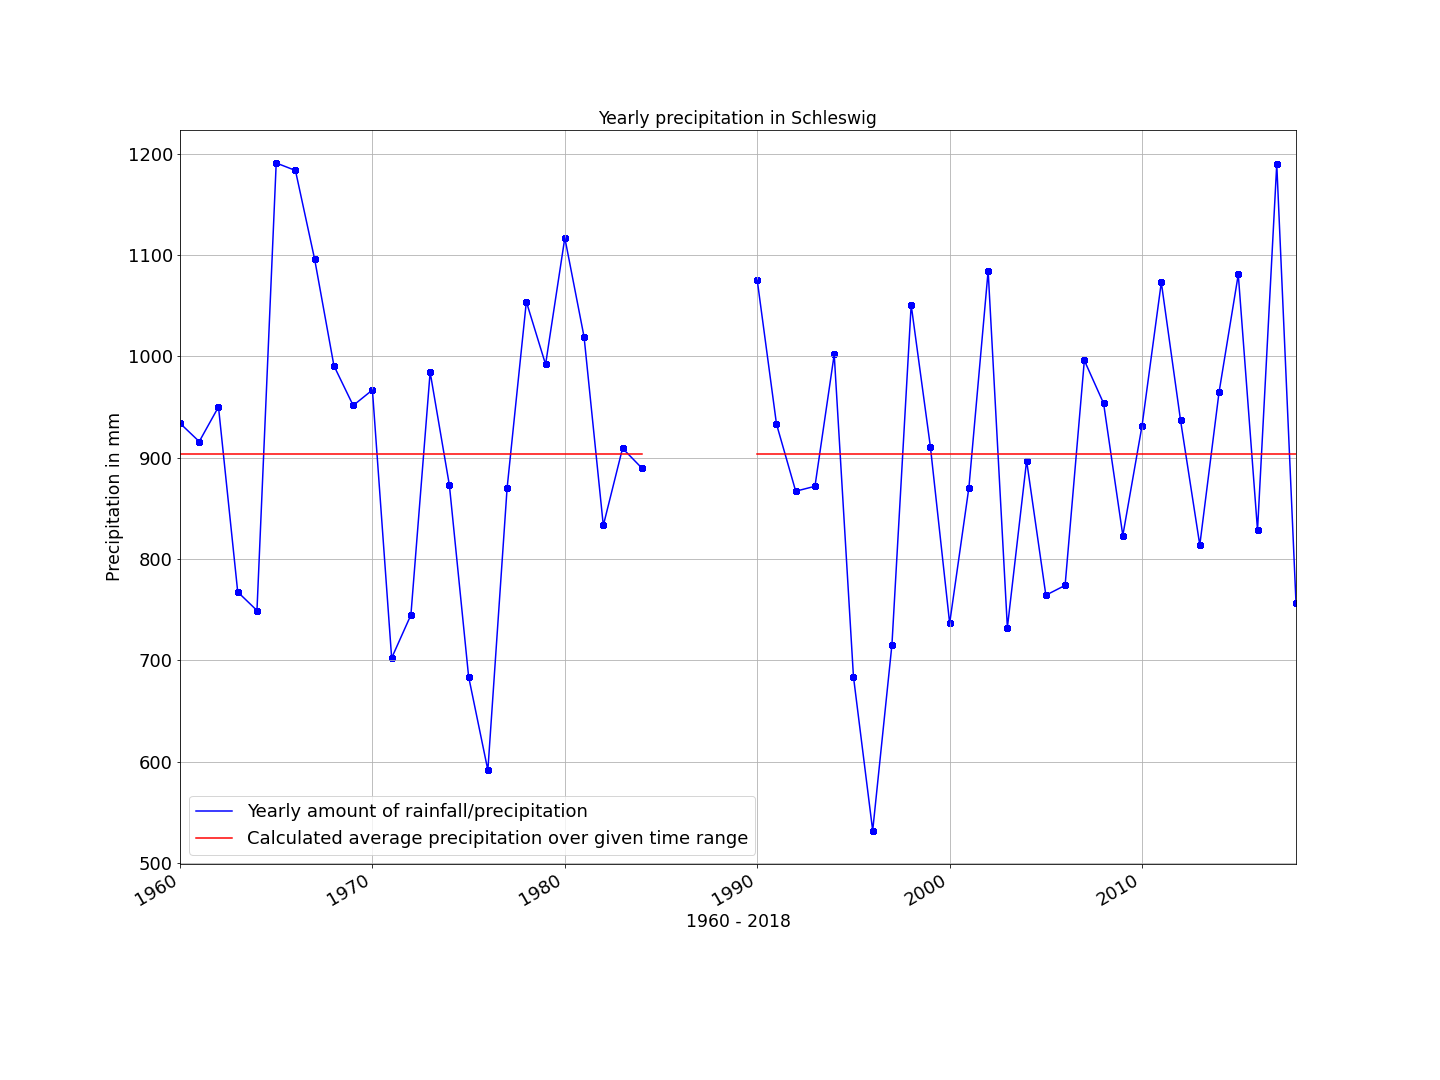 Yearly precipitation in Schleswig
Precipitation in mm
1200
1100
1000
900
800
700
600
500
Yearly amount of rainfall/precipitation
Calculated average precipitation over given time range
1960
1970
1980
1990
2000
2010
1960 - 2018